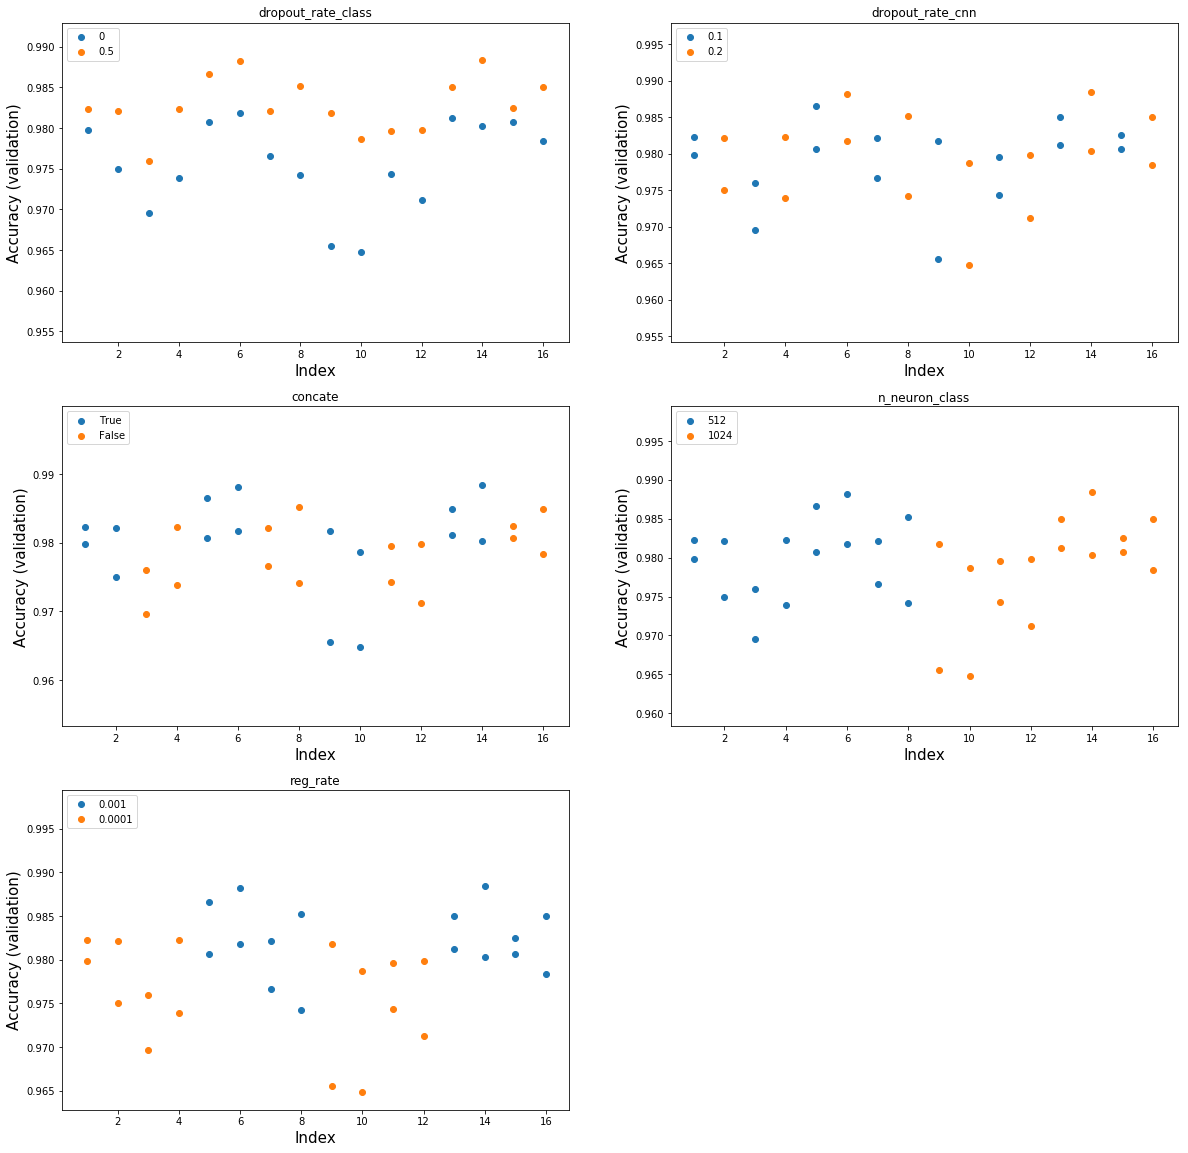 dropout_rate_class
0
0.5
Accuracy (validation)
0.990
0.985
0.980
0.975
0.970
0.965
0.960
0.955
2 4 6 8 10 12 14 16
Index
dropout_rate_cnn
0.1
0.2
Accuracy (validation)
0.995
0.990
0.985
0.980
0.975
0.970
0.965
0.960
0.955
2 4 6 8 10 12 14 16
Index
concate
True
False
Accuracy (validation)
0.99
0.98
0.97
0.96
2 4 6 8 10 12 14 16
Index
n_neuron_class
512
1024
Accuracy (validation)
0.995
0.990
0.985
0.980
0.975
0.970
0.965
0.960
2 4 6 8 10 12 14 16
Index
reg_rate
0.001
0.0001
Accuracy (validation)
0.995
0.990
0.985
0.980
0.975
0.970
0.965
2 4 6 8 10 12 14 16
Index